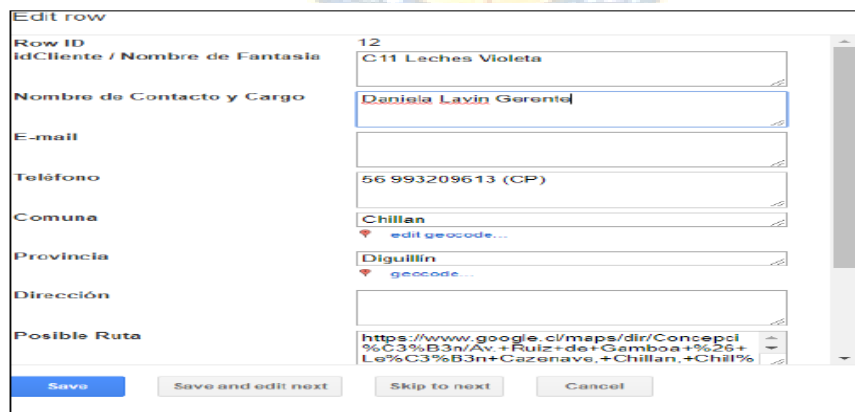 Edit row
Row ID 12
idCliente / Nombre de Fantasia C11 Leches Violeta
Nombre de Contacto y Cargo Daniela Lavin Gerente
E-mail
Teléfono 56 993209613 (CP)
Comuna Chillan
edit geocode...
Provincia Diguillín
geocode...
Dirección
Posible Ruta https://www.google.cl/maps/dir/Concepci
%C3%B3n/Av.+Ruiz+de+Gamboa+%26+
Le%C3%B3n+Cazenave,+Chillan,+Chill%
Save Save and edit next Skip to next Cancel